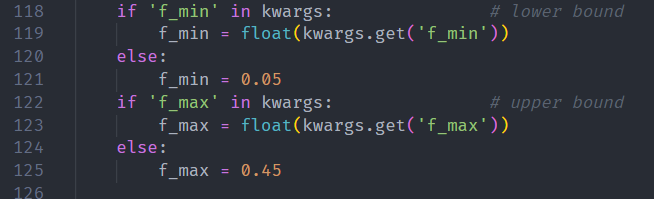 118 if 'f_min' in kwargs: # lower bound
119 f_min = float(kwargs.get('f_min'))
120 else:
121 f_min = 0.05
122 if 'f_max' in kwargs: # upper bound
123 f_max = float(kwargs.get('f_max'))
124 else:
125 f_max = 0.45
126